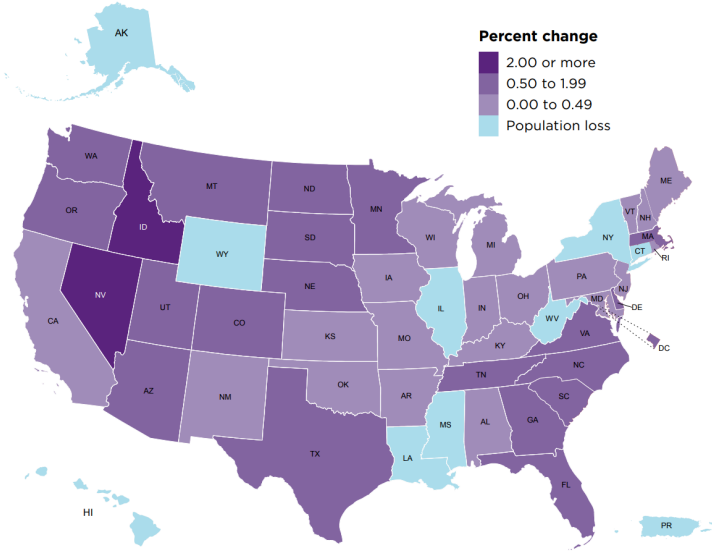 AK
Percent change
2.00 or more
0.50 to 1.99
0.00 to 0.49
Population loss
WA
MT
ND
MN
ME
OR
ID
SD
WI
MI
VT
NH
NY
MA
CT
RI
WY
NV
UT
CO
NE
IA
IL
IN
OH
PA
NJ
MD
DE
WV
VA
DC
CA
KS
MO
KY
AZ
NM
OK
AR
TN
NC
SC
TX
LA
MS
AL
GA
FL
HI
PR